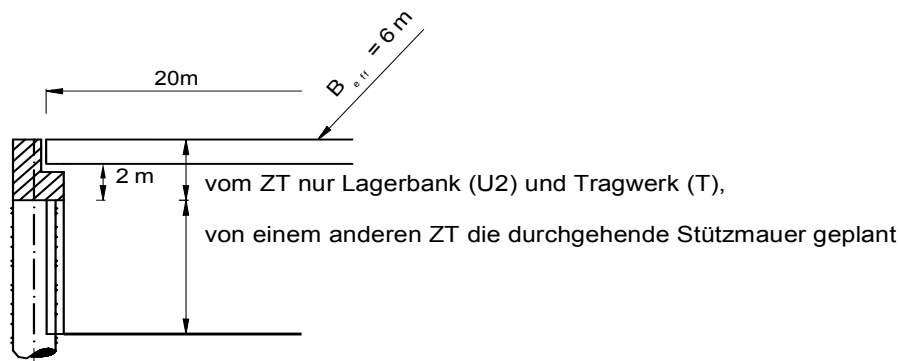 B eff = 6 m
20m
2 m
vom ZT nur Lagerbank (U2) und Tragwerk (T),
von einem anderen ZT die durchgehende Stützmauer geplant